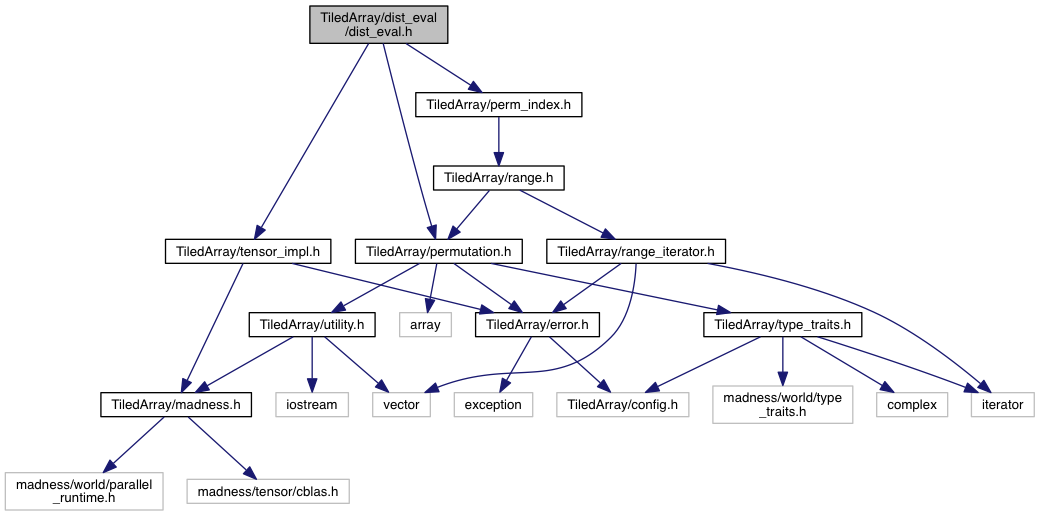 TiledArray/dist_eval
/dist_eval.h
TiledArray/perm_index.h
TiledArray/range.h
TiledArray/tensor_impl.h
TiledArray/permutation.h
TiledArray/range_iterator.h
TiledArray/utility.h
array
TiledArray/error.h
TiledArray/type_traits.h
TiledArray/madness.h
iostream
vector
exception
TiledArray/config.h
madness/world/type
_traits.h
complex
iterator
madness/world/parallel
_runtime.h
madness/tensor/cblas.h